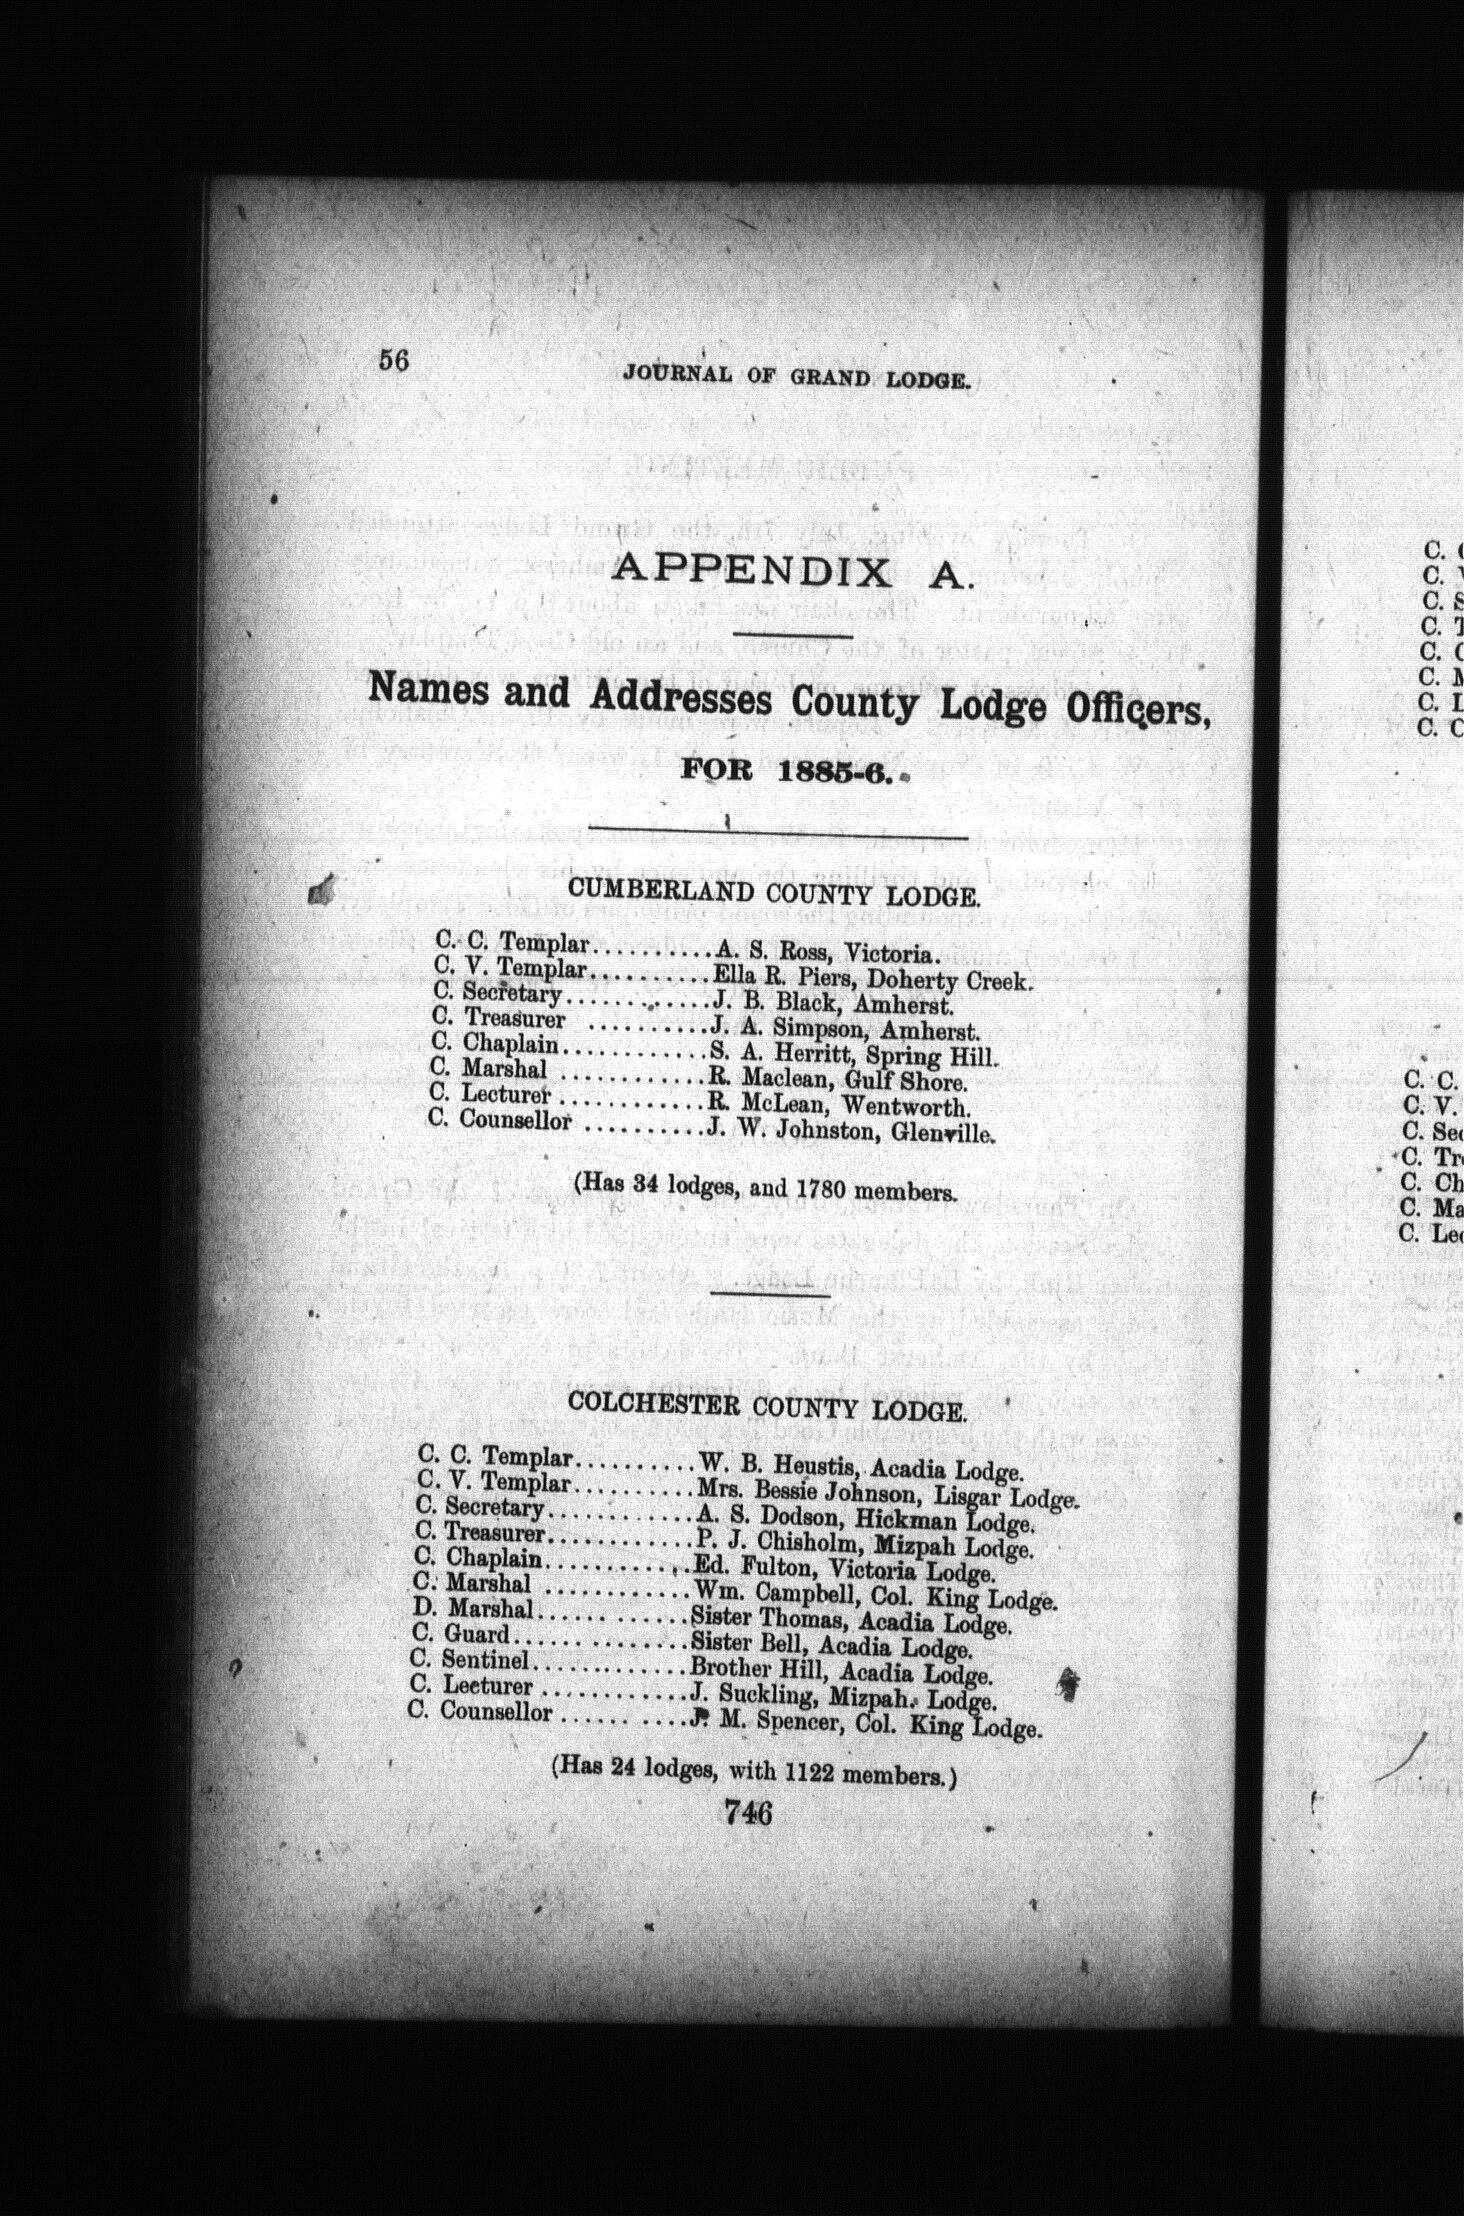 56
JOURNAL OF GRAND LODGE.
APPENDIX A.
Names and Addresses County Lodge Officers,
FOR 1885-6.
CUMBERLAND COUNTY LODGE.
C. C. Templar..........A. S. Ross, Victoria.
C. V. Templar..........Ella R. Piers, Doherty Creek.
C. Secretary............J. B. Black, Amherst.
C. Treasurer ..........J. A. Simpson, Amherst.
C. Chaplain............S. A. Herritt, Spring Hill.
C. Marshal ............R. Maclean, Gulf Shore.
C. Lecturer ............R. McLean, Wentworth.
C. Counsellor ..........J. W. Johnston, Glenville.
(Has 34 lodges, and 1780 members.
COLCHESTER COUNTY LODGE.
C. C. Templar..........W. B. Heustis, Acadia Lodge.
C. V. Templar..........Mrs. Bessie Johnson, Lisgar Lodge.
C. Secretary............A. S. Dodson, Hickman Lodge.
C. Treasurer............P. J. Chisholm, Mizpah Lodge.
C. Chaplain............Ed. Fulton, Victoria Lodge.
C. Marshal ............Wm. Campbell, Col. King Lodge.
D. Marshal............Sister Thomas, Acadia Lodge.
C. Guard..............Sister Bell, Acadia Lodge.
C. Sentinel............Brother Hill, Acadia Lodge.
C. Lecturer ............J. Suckling, Mizpah. Lodge.
C. Counsellor ..........J. M. Spencer, Col. King Lodge.
(Has 24 lodges, with 1122 members.)
746
C.
C.
C.
C.
C.
C.
C.
C.
C. C.
C. V.
C. Sec
C. Tre
C. Ch
C. Ma
C. Lec